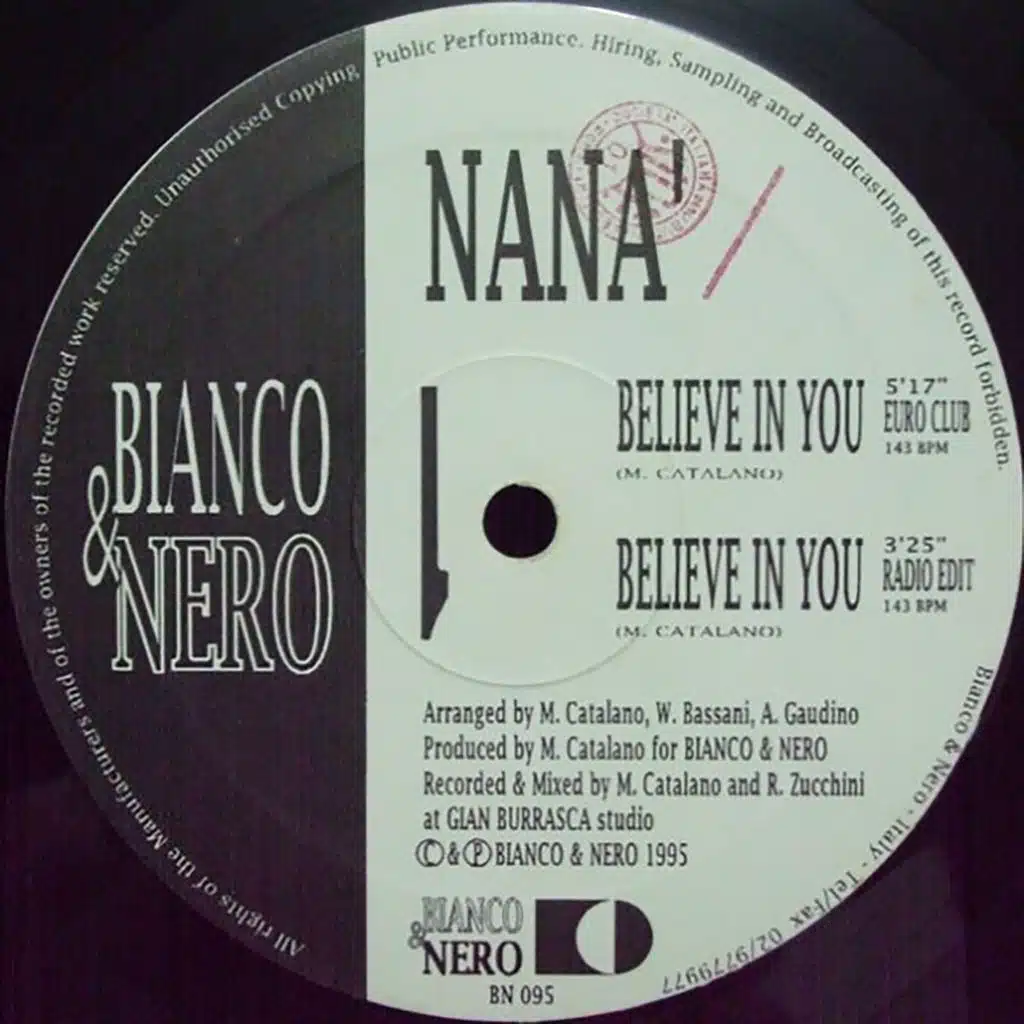 All rights of the Manufacturers and of the owners of the recorded work reserved. Unauthorised Copying Public Performance. Hiring, Sampling and Broadcasting of this record forbidden.
NANA'
BIANCO
& NERO
BELIEVE IN YOU 5'17"
EURO CLUB
143 BPM
(M. CATALANO)
BELIEVE IN YOU 3'25"
RADIO EDIT
143 BPM
(M. CATALANO)
Arranged by M. Catalano, W. Bassani, A. Gaudino
Produced by M. Catalano for BIANCO & NERO
Recorded & Mixed by M. Catalano and R. Zucchini
at GIAN BURRASCA studio
Ⓒ & Ⓟ BIANCO & NERO 1995
BIANCO
& NERO
BN 095
Bianco & Nero - Italy - Tel/Fax 02/9779977